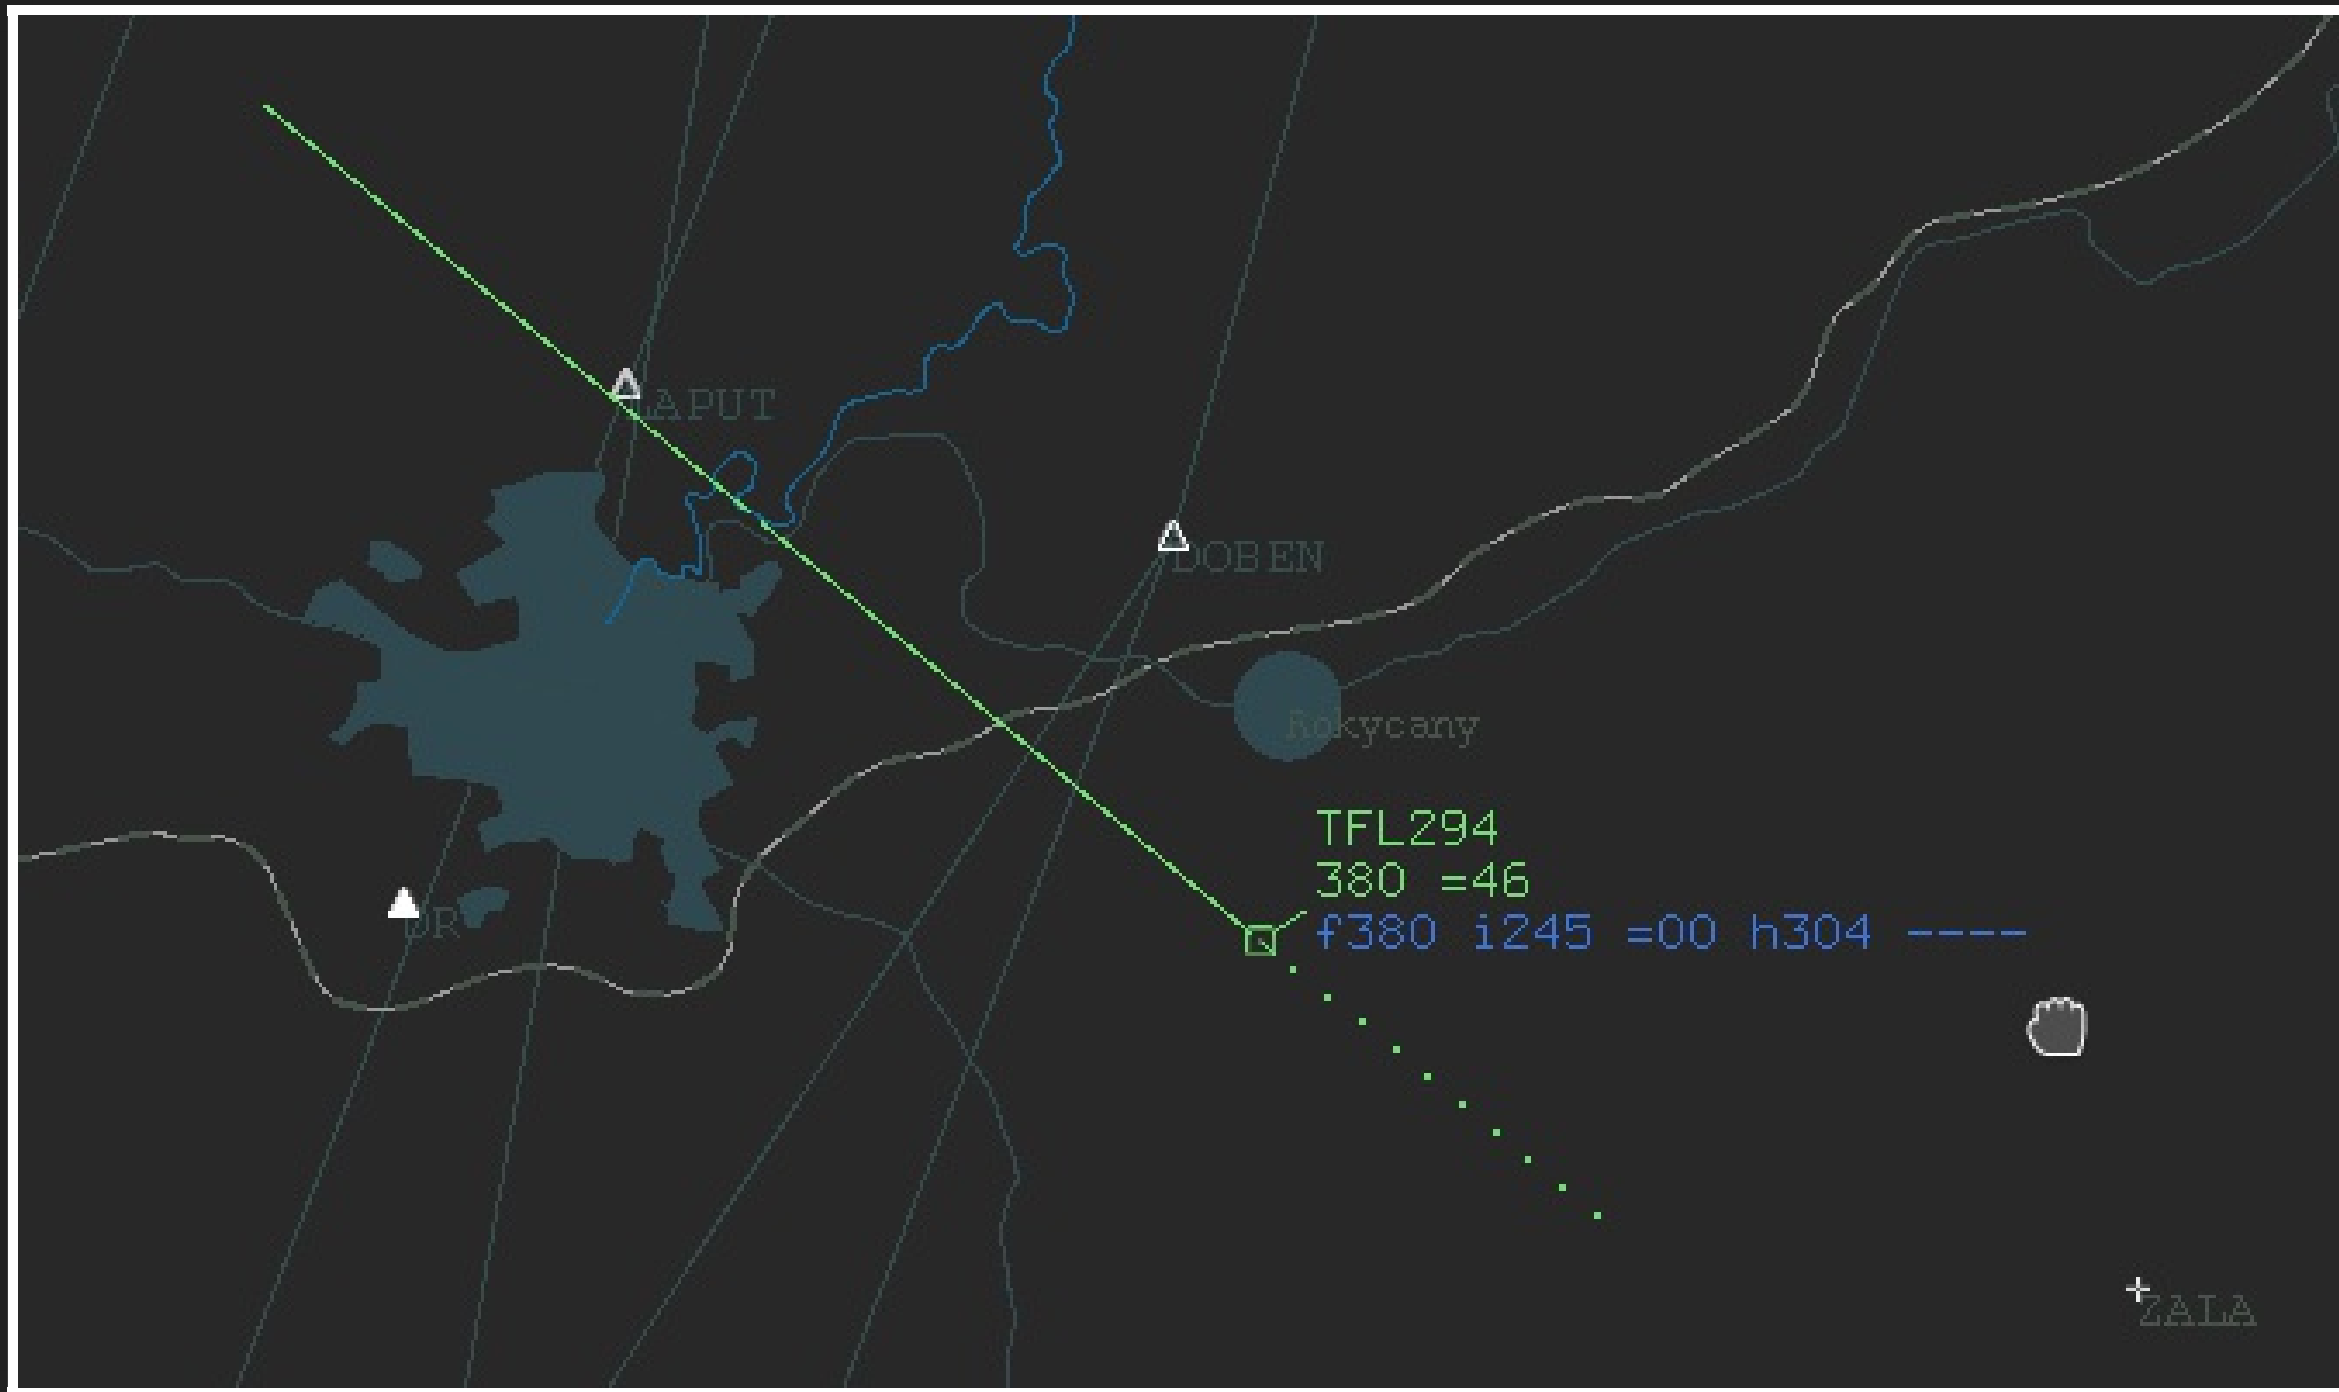 LAPUT
DOBEN
Rokycany
TFL294
380 =46
f380 i245 =00 h304 ----
ZALA